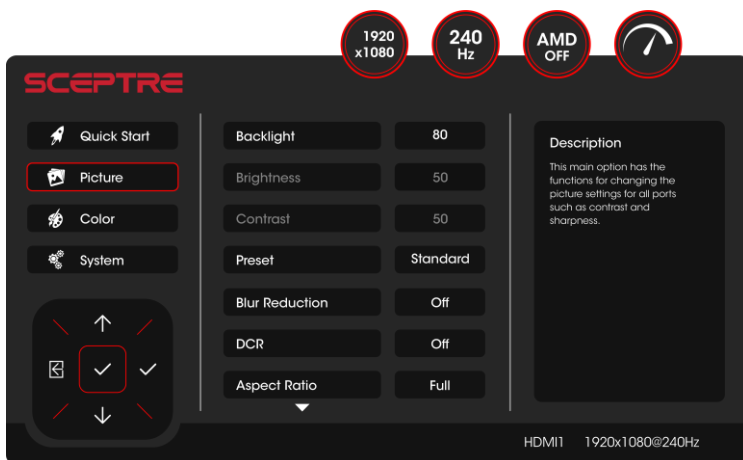 1920
x1080
240
Hz
AMD
OFF
SCEPTRE
Quick Start
Picture
Color
System
Backlight 80
Brightness 50
Contrast 50
Preset Standard
Blur Reduction Off
DCR Off
Aspect Ratio Full
Description
This main option has the
functions for changing the
picture settings for all ports
such as contrast and
sharpness.
HDMI1 1920x1080@240Hz